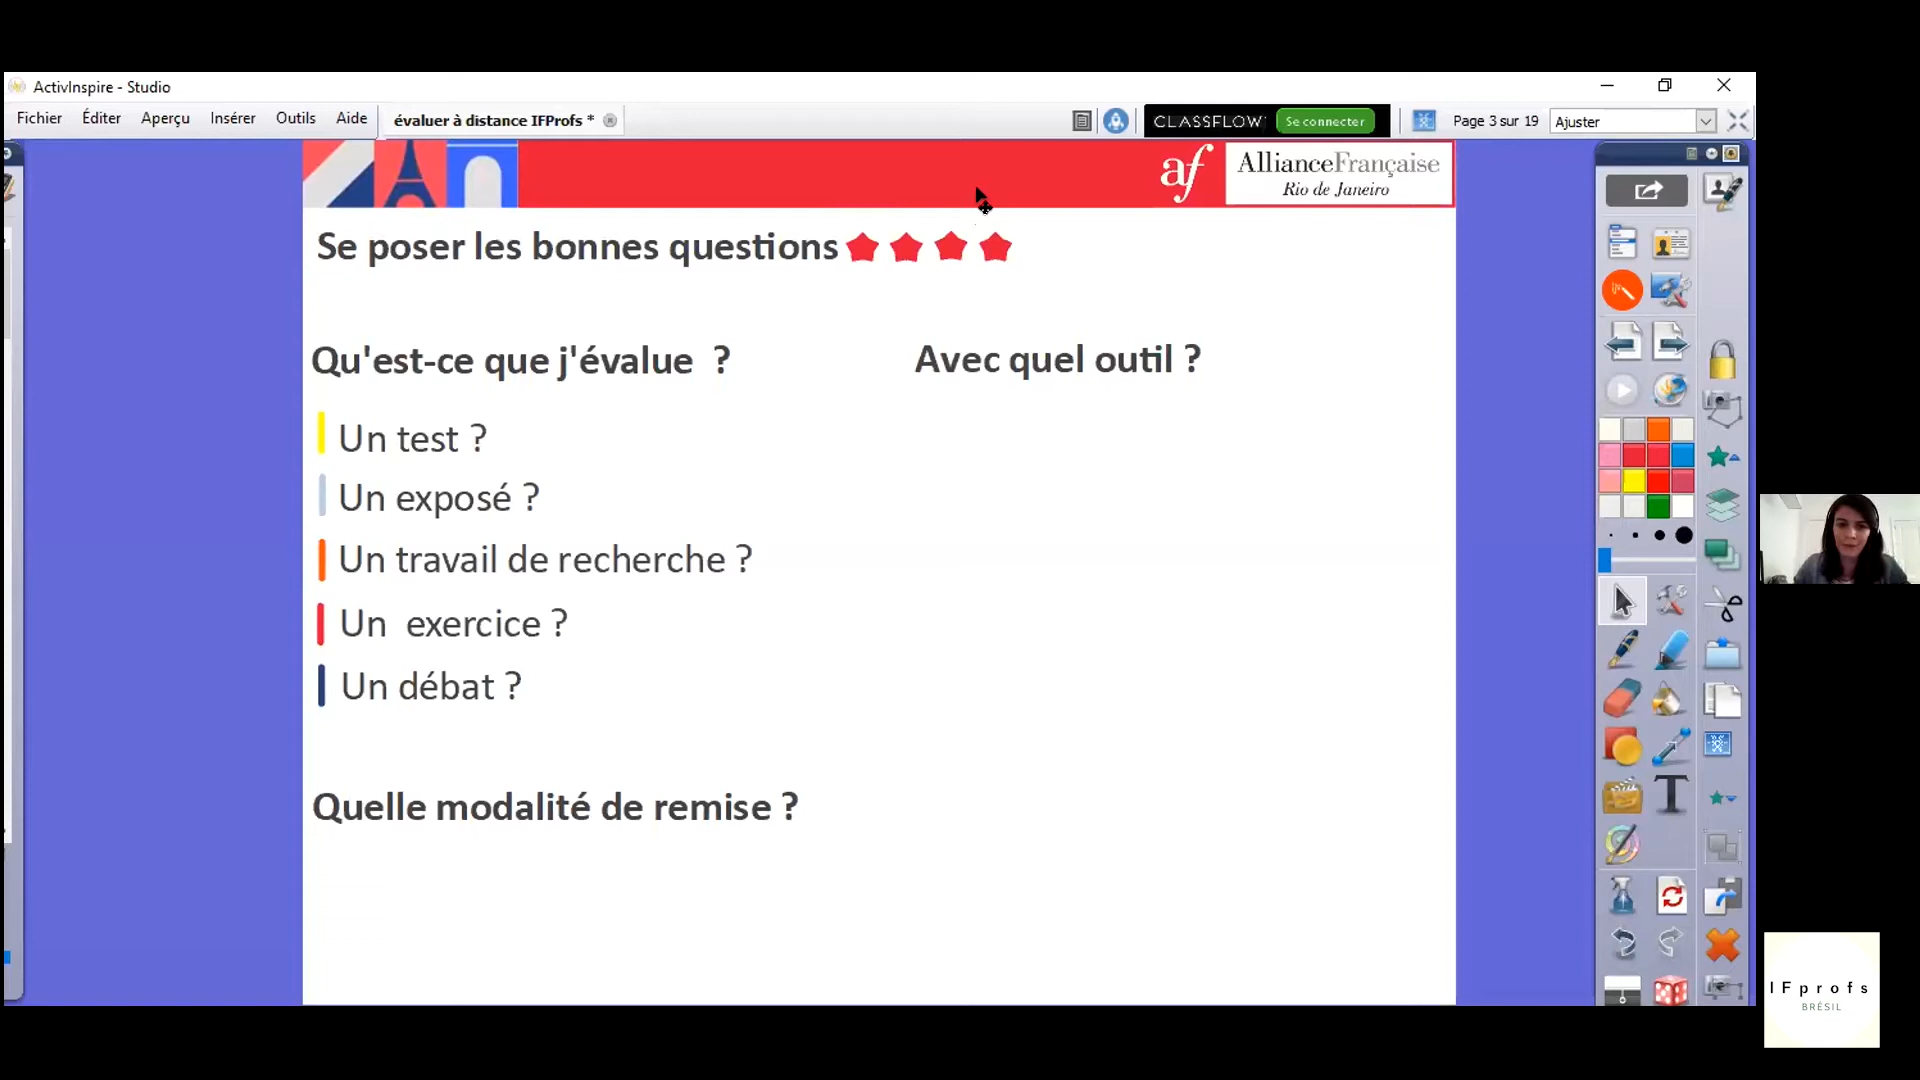 ActivInspire - Studio
Fichier Éditer Aperçu Insérer Outils Aide
évaluer à distance IFProfs *
CLASSFLOW
Se connecter
Page 3 sur 19
Ajuster
af
AllianceFrançaise
Rio de Janeiro
Se poser les bonnes questions
Qu'est-ce que j'évalue ?
Avec quel outil ?
Un test ?
Un exposé ?
Un travail de recherche ?
Un exercice ?
Un débat ?
Quelle modalité de remise ?
T
IFprofs
BRÉSIL